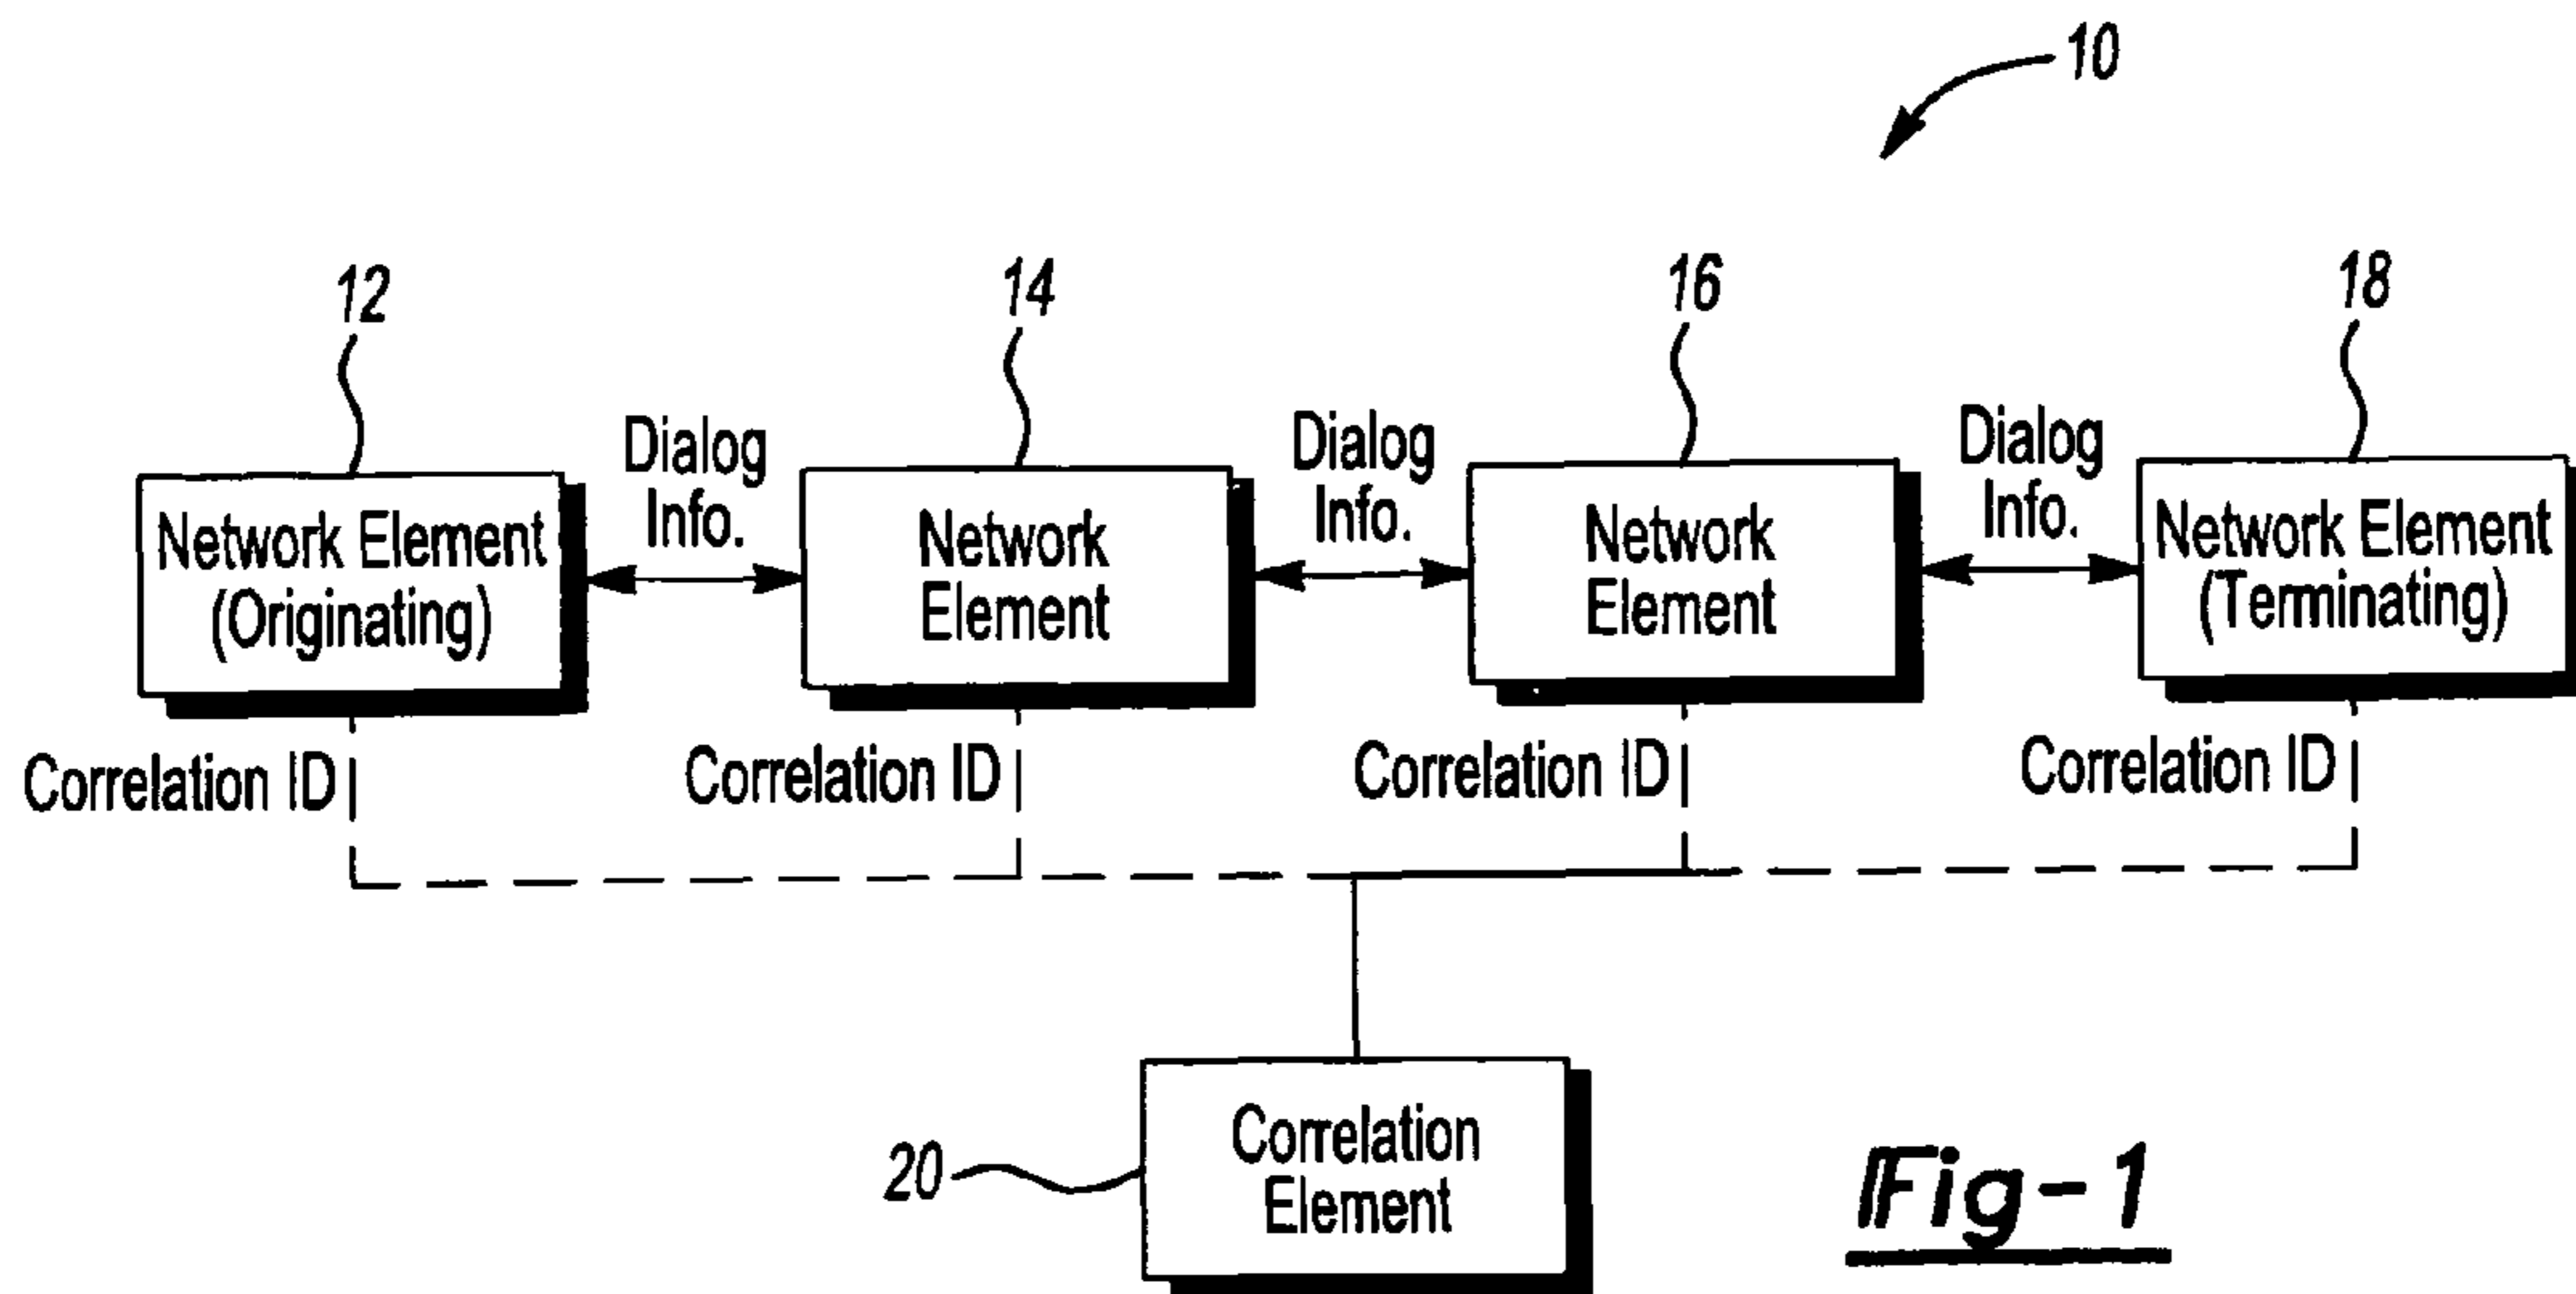 10
12
14
16
18
Dialog
Info.
Dialog
Info.
Dialog
Info.
Network Element
(Originating)
Network
Element
Network
Element
Network Element
(Terminating)
Correlation ID
Correlation ID
Correlation ID
Correlation ID
20
Correlation
Element
Fig-1